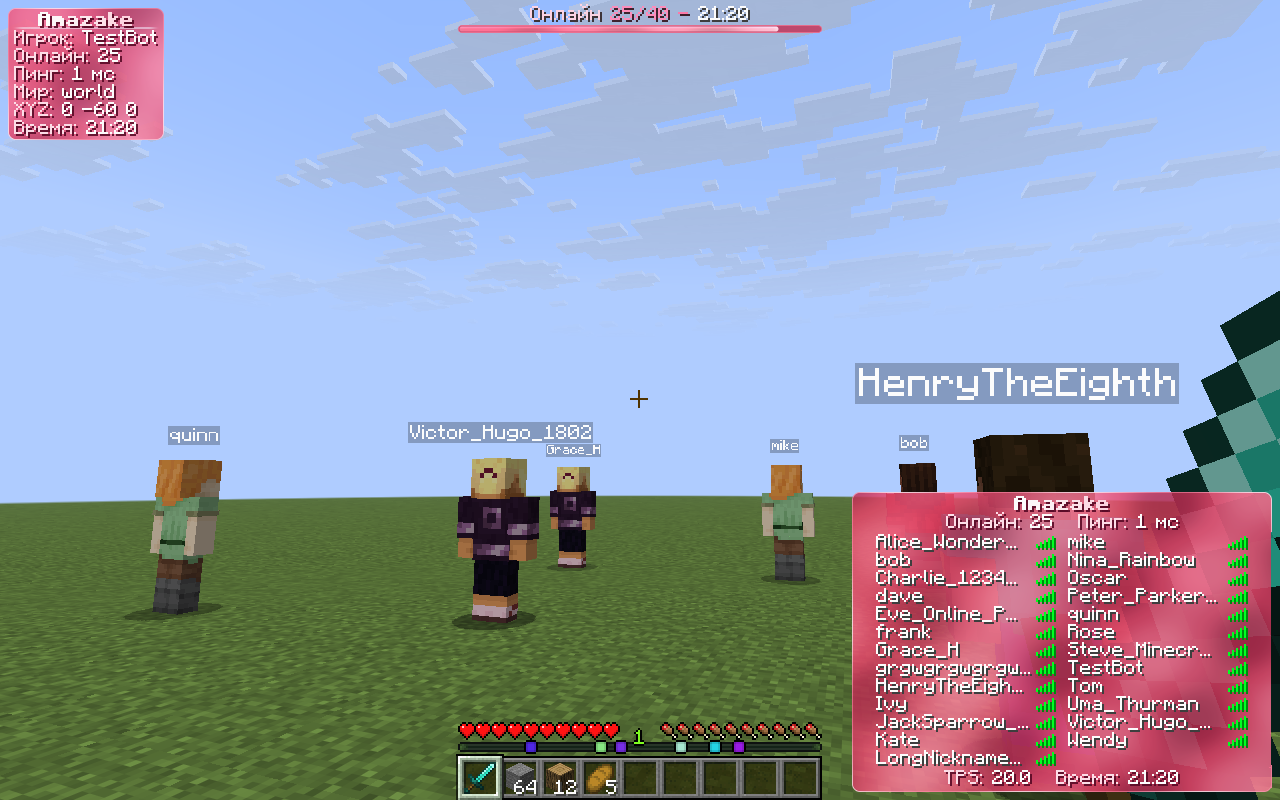 Amazake
Игрок: TestBot
Онлайн: 25
Пинг: 1 мс
Мир: world
XYZ: 0 -60 0
Время: 21:20
Онлайн 25/40 - 21:20
HenryTheEighth
quinn
Victor_Hugo_1802
Grace_H
mike
bob
Amazake
Онлайн: 25 Пинг: 1 мс
Alice_Wonder... mike
bob Nina_Rainbow
Charlie_1234... Oscar
dave Peter_Parker...
Eve_Online_P... quinn
frank Rose
Grace_H Steve_Minecr...
grgwgrgwgrgw... TestBot
HenryTheEigh... Tom
Ivy Uma_Thurman
JackSparrow_... Victor_Hugo_...
Kate Wendy
LongNickname...
TPS: 20.0 Время: 21:20
1
64 12 5